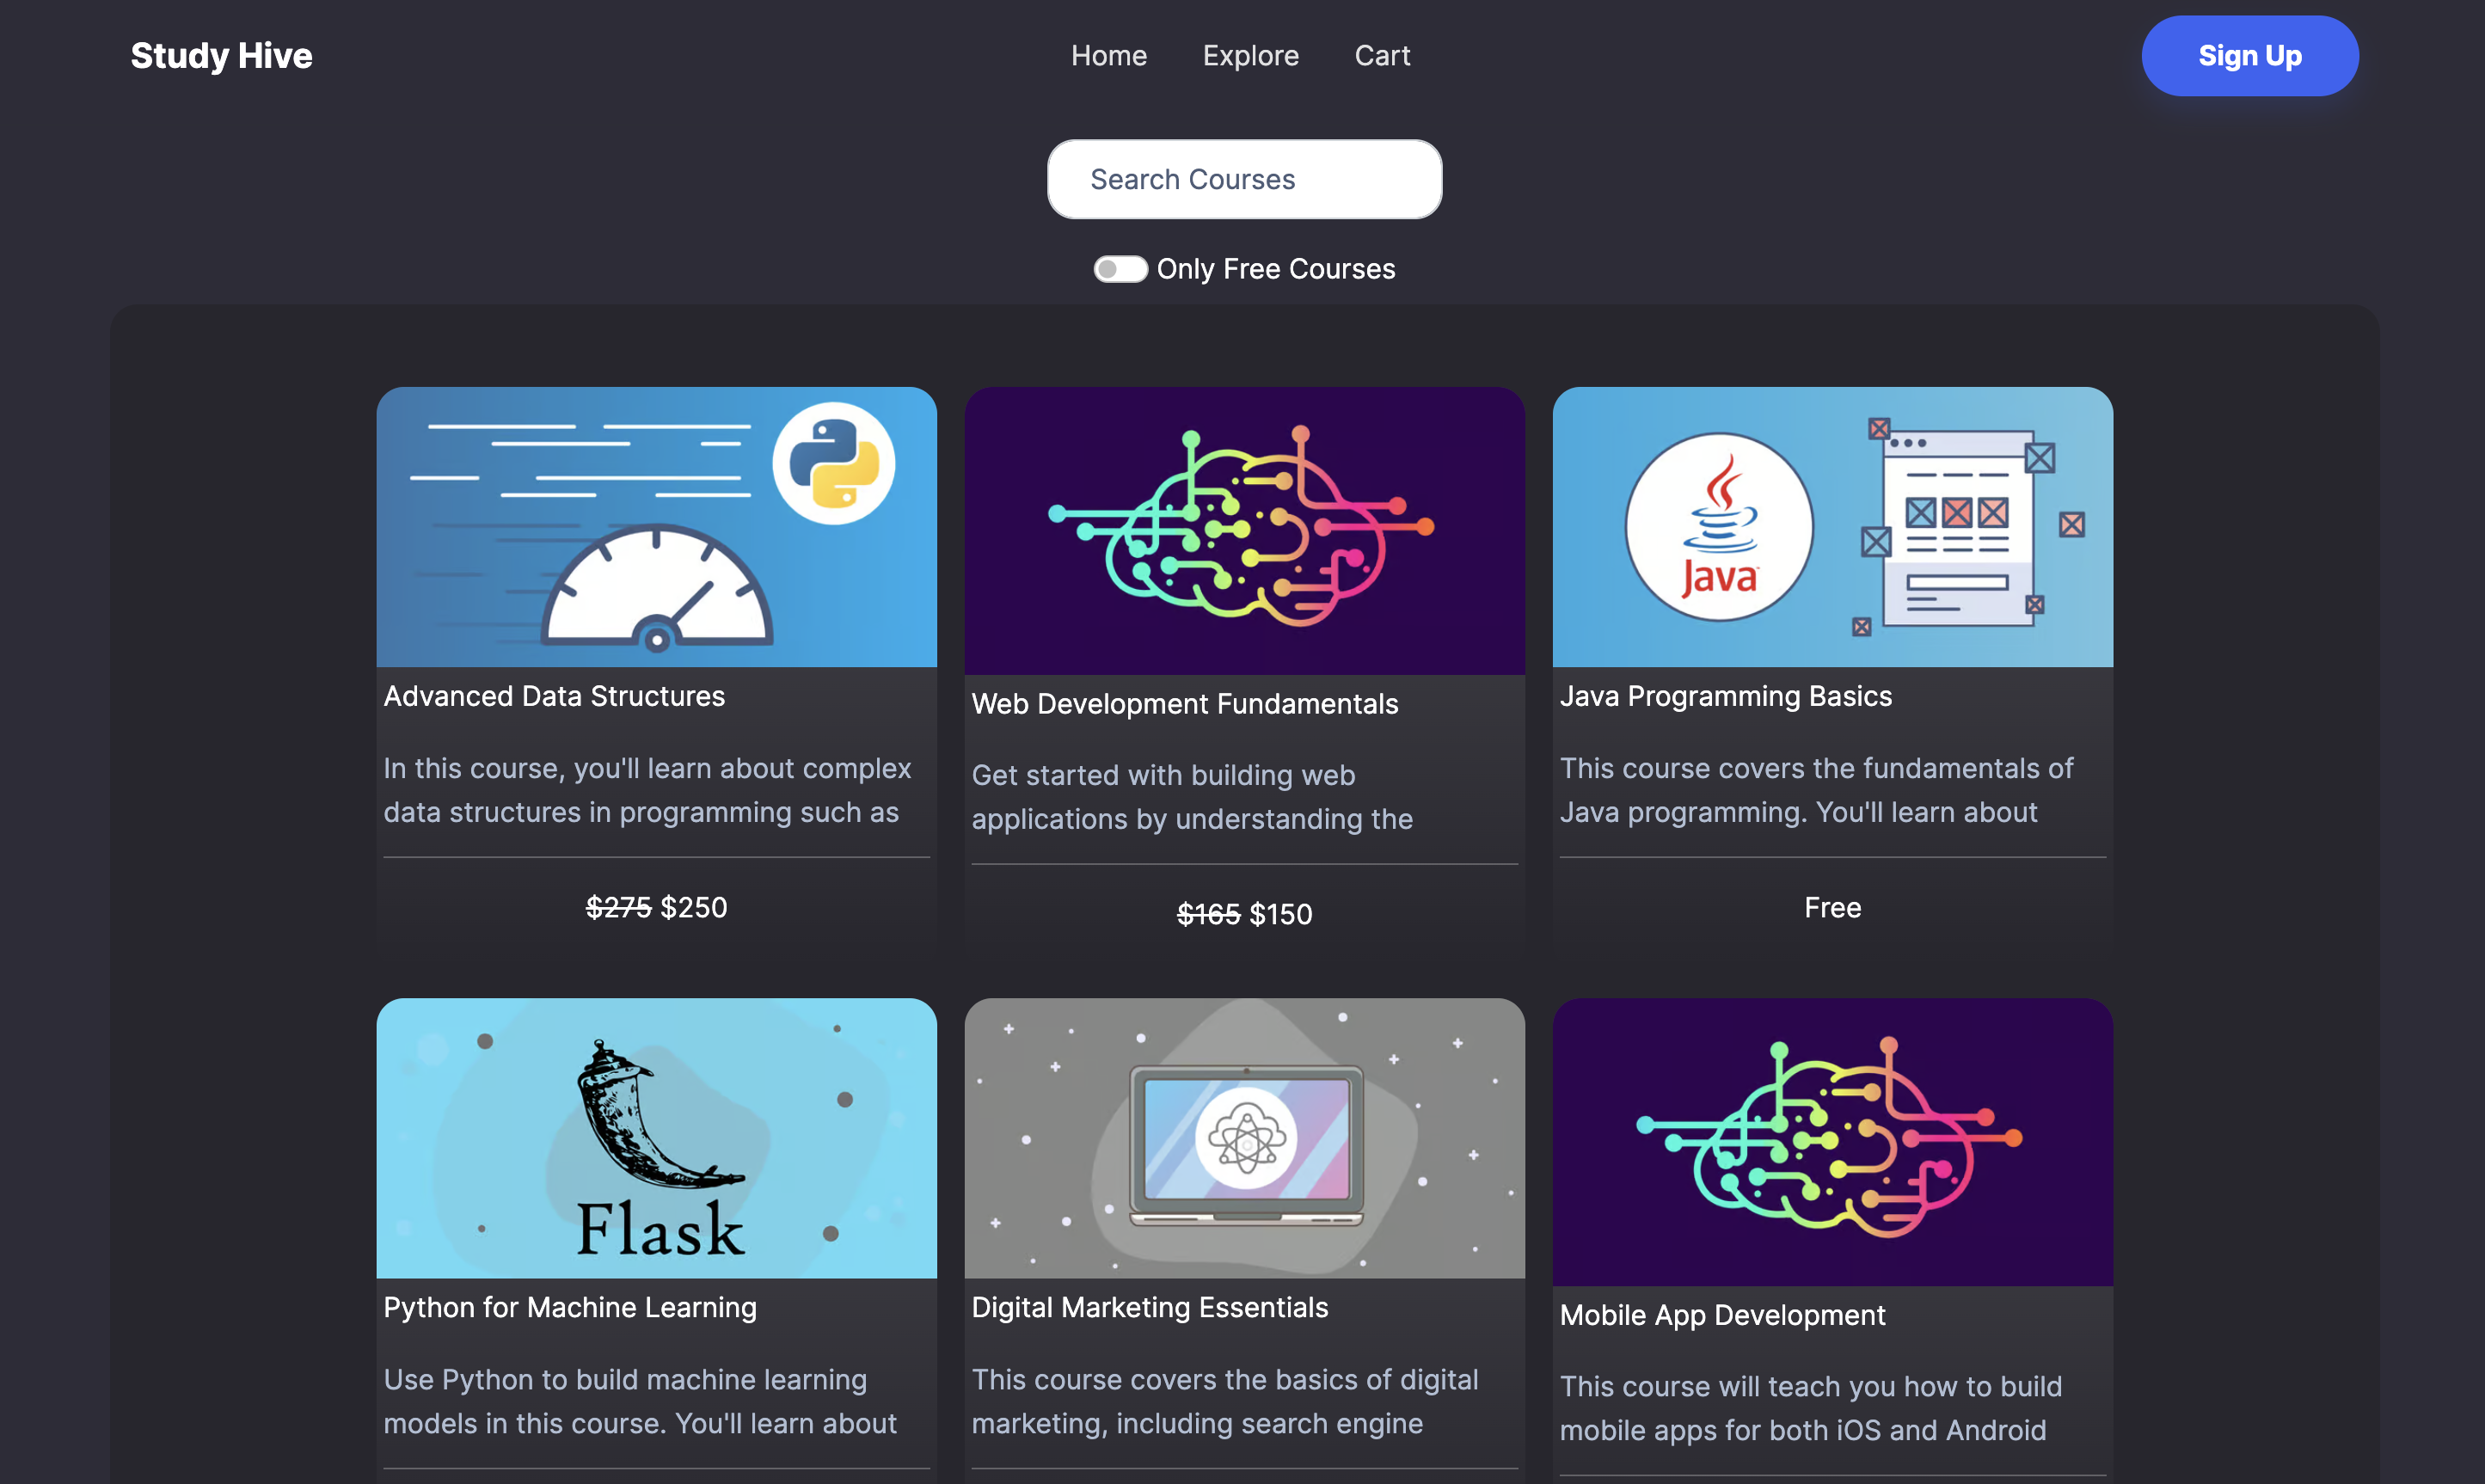 Study Hive
Home
Explore
Cart
Sign Up
Search Courses
Only Free Courses
Java
Advanced Data Structures
In this course, you'll learn about complex
data structures in programming such as
$275 $250
Web Development Fundamentals
Get started with building web
applications by understanding the
$165 $150
Java Programming Basics
This course covers the fundamentals of
Java programming. You'll learn about
Free
Flask
Python for Machine Learning
Use Python to build machine learning
models in this course. You'll learn about
Digital Marketing Essentials
This course covers the basics of digital
marketing, including search engine
Mobile App Development
This course will teach you how to build
mobile apps for both iOS and Android